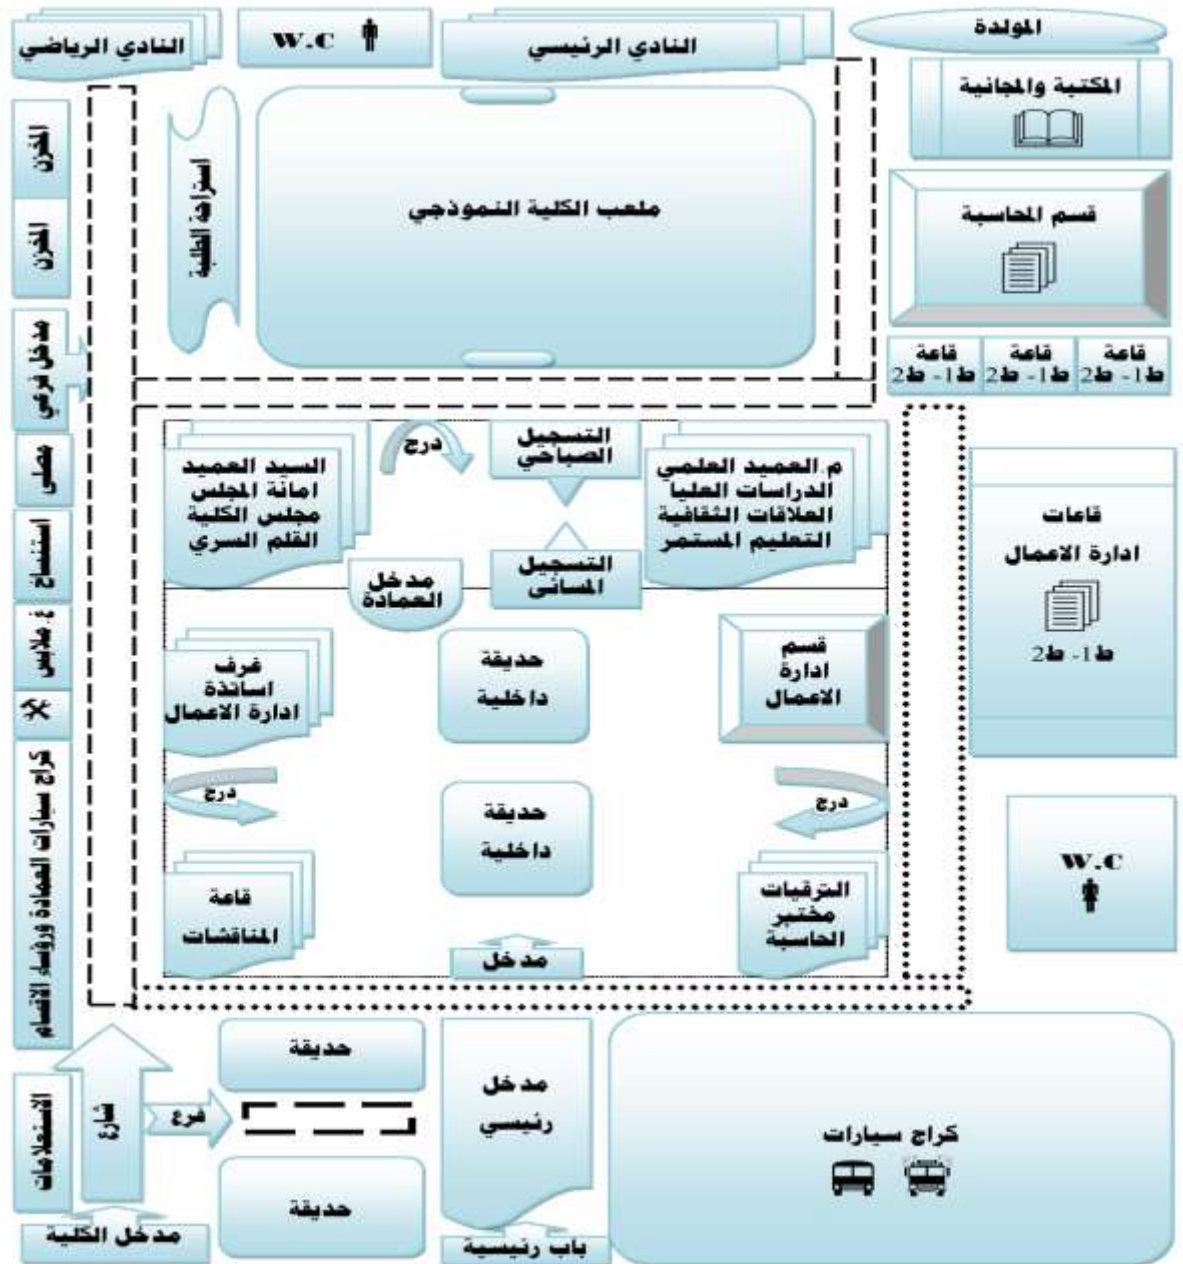 المولدة
النادي الرئيسي
W.C
النادي الرياضي
المكتبة والمجانية
المخزن
استراحة الطلبة
ملعب الكلية النموذجي
قسم المحاسبة
المخزن
مدخل فرعي
قاعة
ط1- ط2
قاعة
ط1- ط2
قاعة
ط1- ط2
م.العميد العلمي
الدراسات العليا
العلاقات الثقافية
التعليم المستمر
التسجيل
الصباحي
درج
السيد العميد
امانة المجلس
مجلس الكلية
القلم السري
مصلى
قاعات
ادارة الاعمال
ط1- ط2
التسجيل
المسائي
مدخل
العمادة
استنساخ
غ. ملابس
قسم
ادارة
الاعمال
حديقة
داخلية
غرف
اساتذة
ادارة الاعمال
درج
حديقة
داخلية
درج
كراج سيارات العمادة ورؤساء الاقسام
W.C
الترقيات
مختبر
الحاسبة
مدخل
قاعة
المناقشات
كراج سيارات
مدخل
رئيسي
حديقة
فرع
شارع
الاستعلامات
حديقة
باب رئيسية
مدخل الكلية